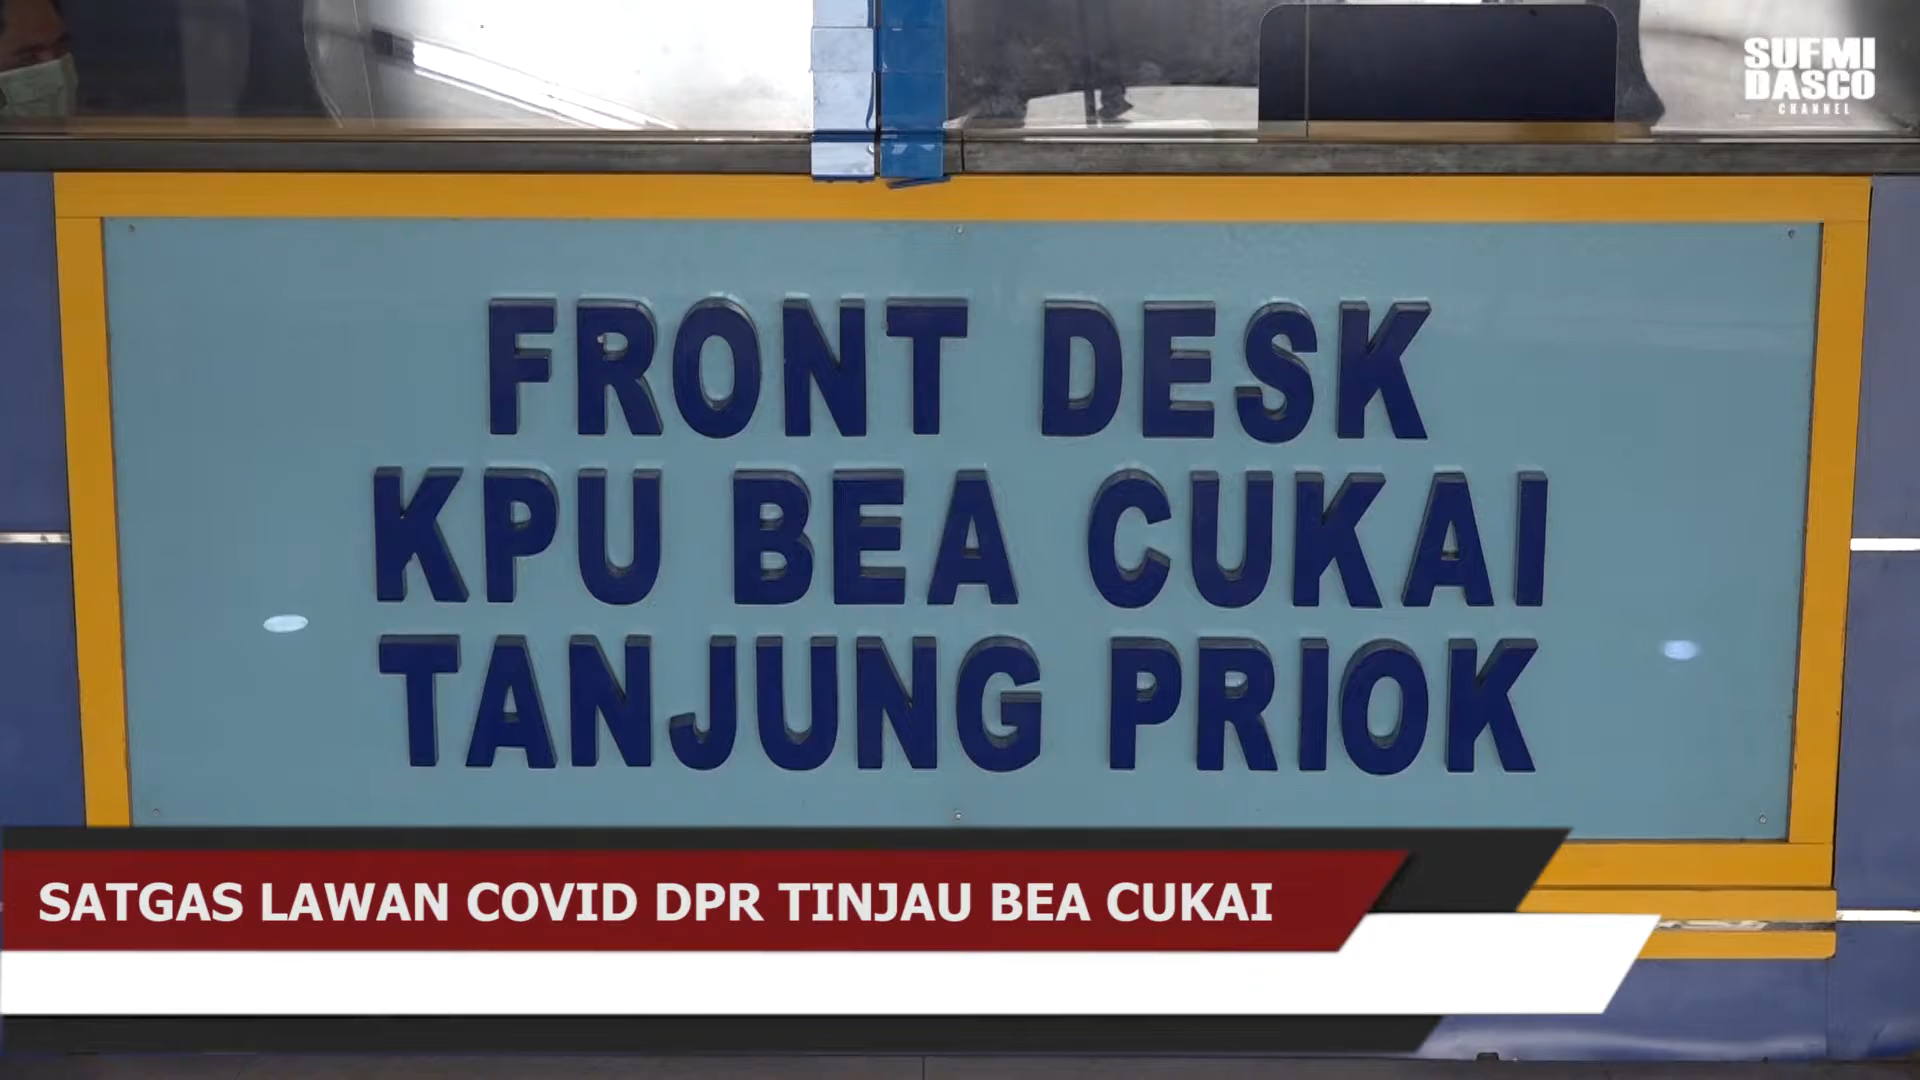 SUFMI
DASCO
CHANNEL
FRONT DESK
KPU BEA CUKAI
TANJUNG PRIOK
SATGAS LAWAN COVID DPR TINJAU BEA CUKAI